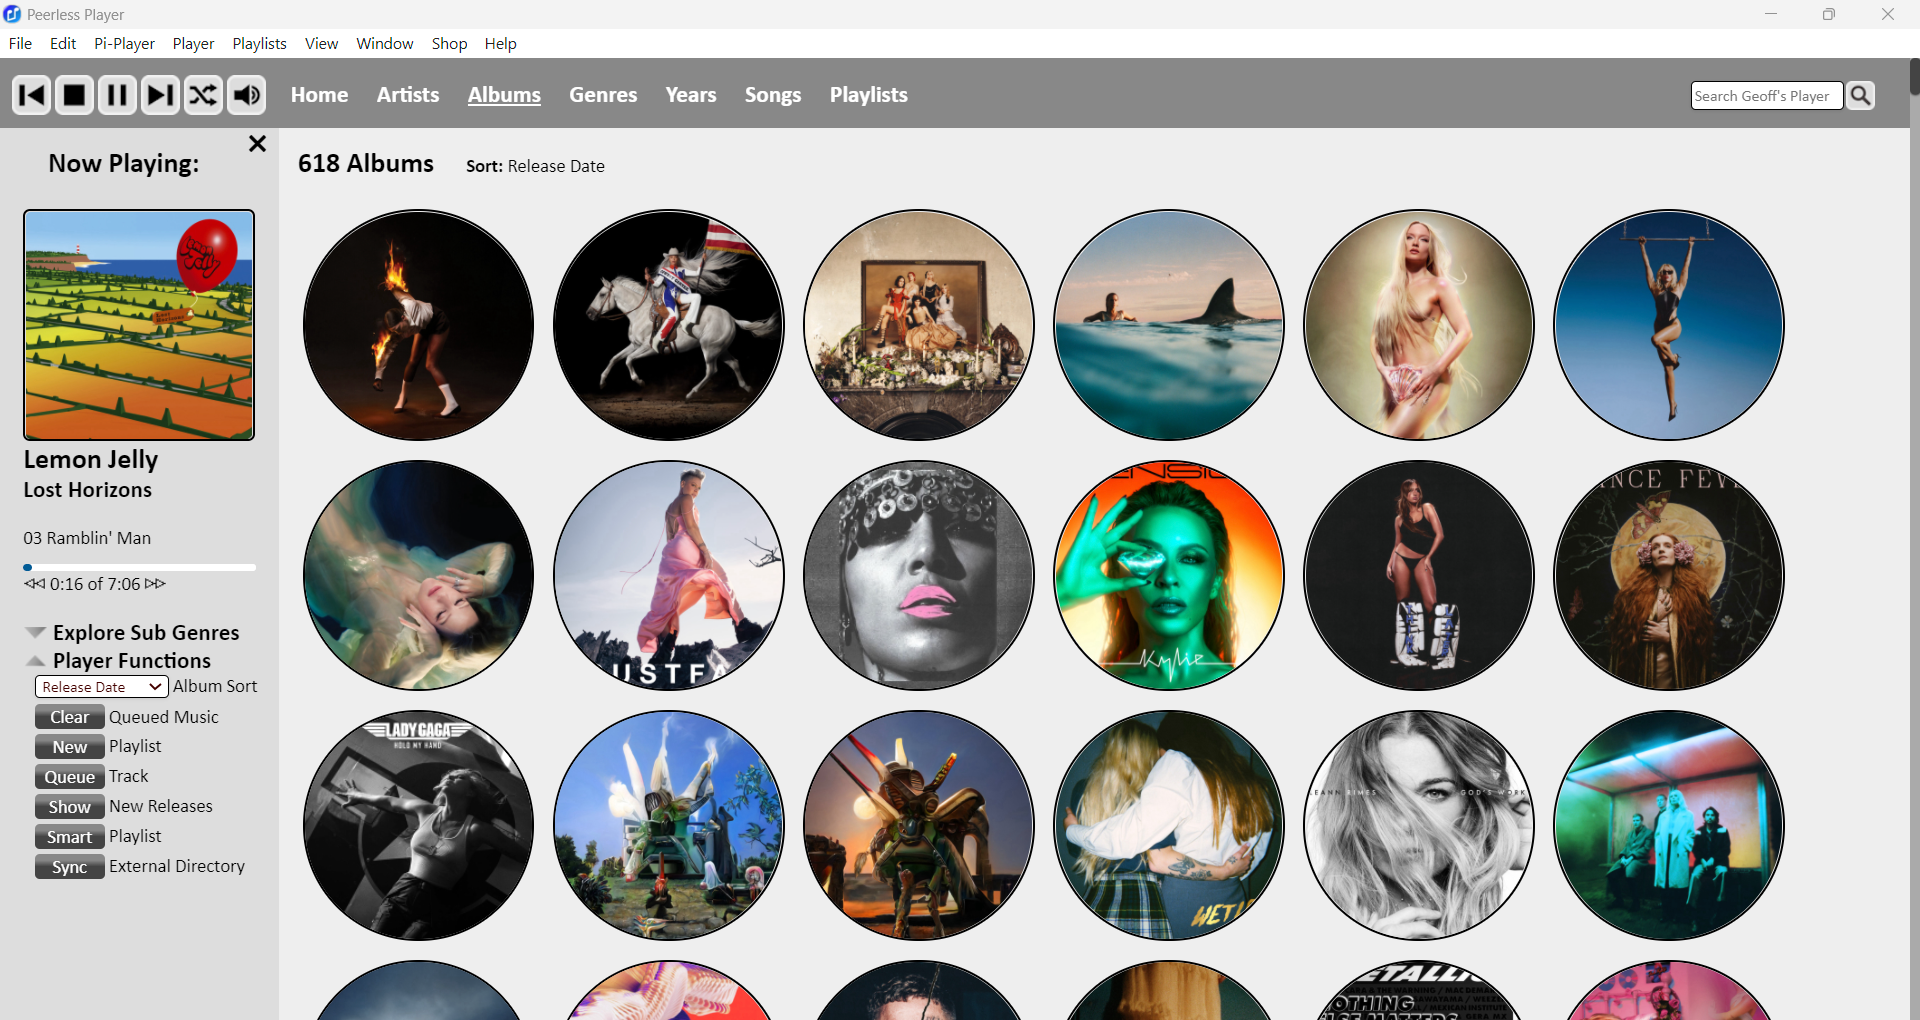 Peerless Player
File Edit Pi-Player Player Playlists View Window Shop Help
Home Artists Albums Genres Years Songs Playlists
Search Geoff's Player
Now Playing:
618 Albums Sort: Release Date
Lemon Jelly
Lost Horizons
03 Ramblin' Man
0:16 of 7:06
Explore Sub Genres
Player Functions
Release Date Album Sort
Clear Queued Music
New Playlist
Queue Track
Show New Releases
Smart Playlist
Sync External Directory
ENSIO
NCE FEV
USTFA
Kylie
LADY GAGA
HOLD MY HAND
EANN RIMES GOD'S WORK
WET L
ETALLIC
OTHING